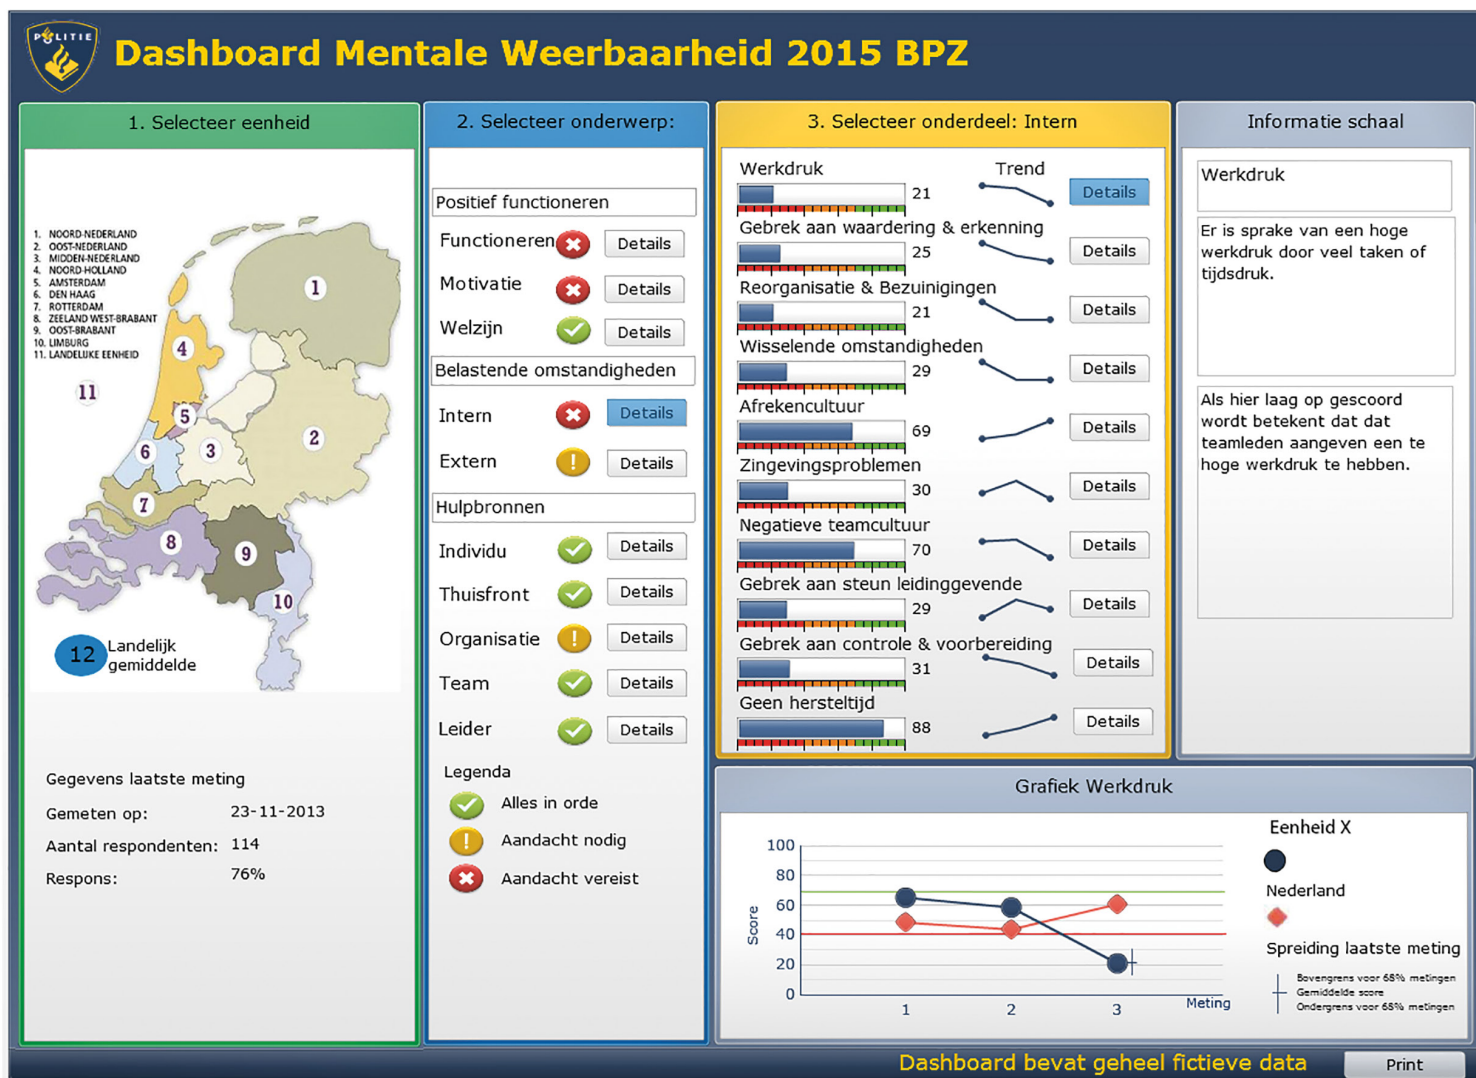 POLITIE
Dashboard Mentale Weerbaarheid 2015 BPZ
1. Selecteer eenheid
1. NOORD-NEDERLAND
2. OOST-NEDERLAND
3. MIDDEN-NEDERLAND
4. NOORD-HOLLAND
5. AMSTERDAM
6. DEN HAAG
7. ROTTERDAM
8. ZEELAND WEST-BRABANT
9. OOST-BRABANT
10. LIMBURG
11. LANDELIJKE EENHEID
1
4
11
5
2
6
3
7
8
9
10
12
Landelijk
gemiddelde
Gegevens laatste meting
Gemeten op: 23-11-2013
Aantal respondenten: 114
Respons: 76%
2. Selecteer onderwerp:
Positief functioneren
Functioneren Details
Motivatie Details
Welzijn Details
Belastende omstandigheden
Intern Details
Extern ! Details
Hulpbronnen
Individu Details
Thuisfront Details
Organisatie ! Details
Team Details
Leider Details
Legenda
Alles in orde
! Aandacht nodig
Aandacht vereist
3. Selecteer onderdeel: Intern
Werkdruk Trend
21 Details
Gebrek aan waardering & erkenning
25 Details
Reorganisatie & Bezuinigingen
21 Details
Wisselende omstandigheden
29 Details
Afrekencultuur
69 Details
Zingevingsproblemen
30 Details
Negatieve teamcultuur
70 Details
Gebrek aan steun leidinggevende
29 Details
Gebrek aan controle & voorbereiding
31 Details
Geen hersteltijd
88 Details
Informatie schaal
Werkdruk
Er is sprake van een hoge
werkdruk door veel taken of
tijdsdruk.
Als hier laag op gescoord
wordt betekent dat dat
teamleden aangeven een te
hoge werkdruk te hebben.
Grafiek Werkdruk
Score
100
80
60
40
20
0
1 2 3 Meting
Eenheid X
Nederland
Spreiding laatste meting
Bovengrens voor 68% metingen
Gemiddelde score
Ondergrens voor 68% metingen
Dashboard bevat geheel fictieve data
Print